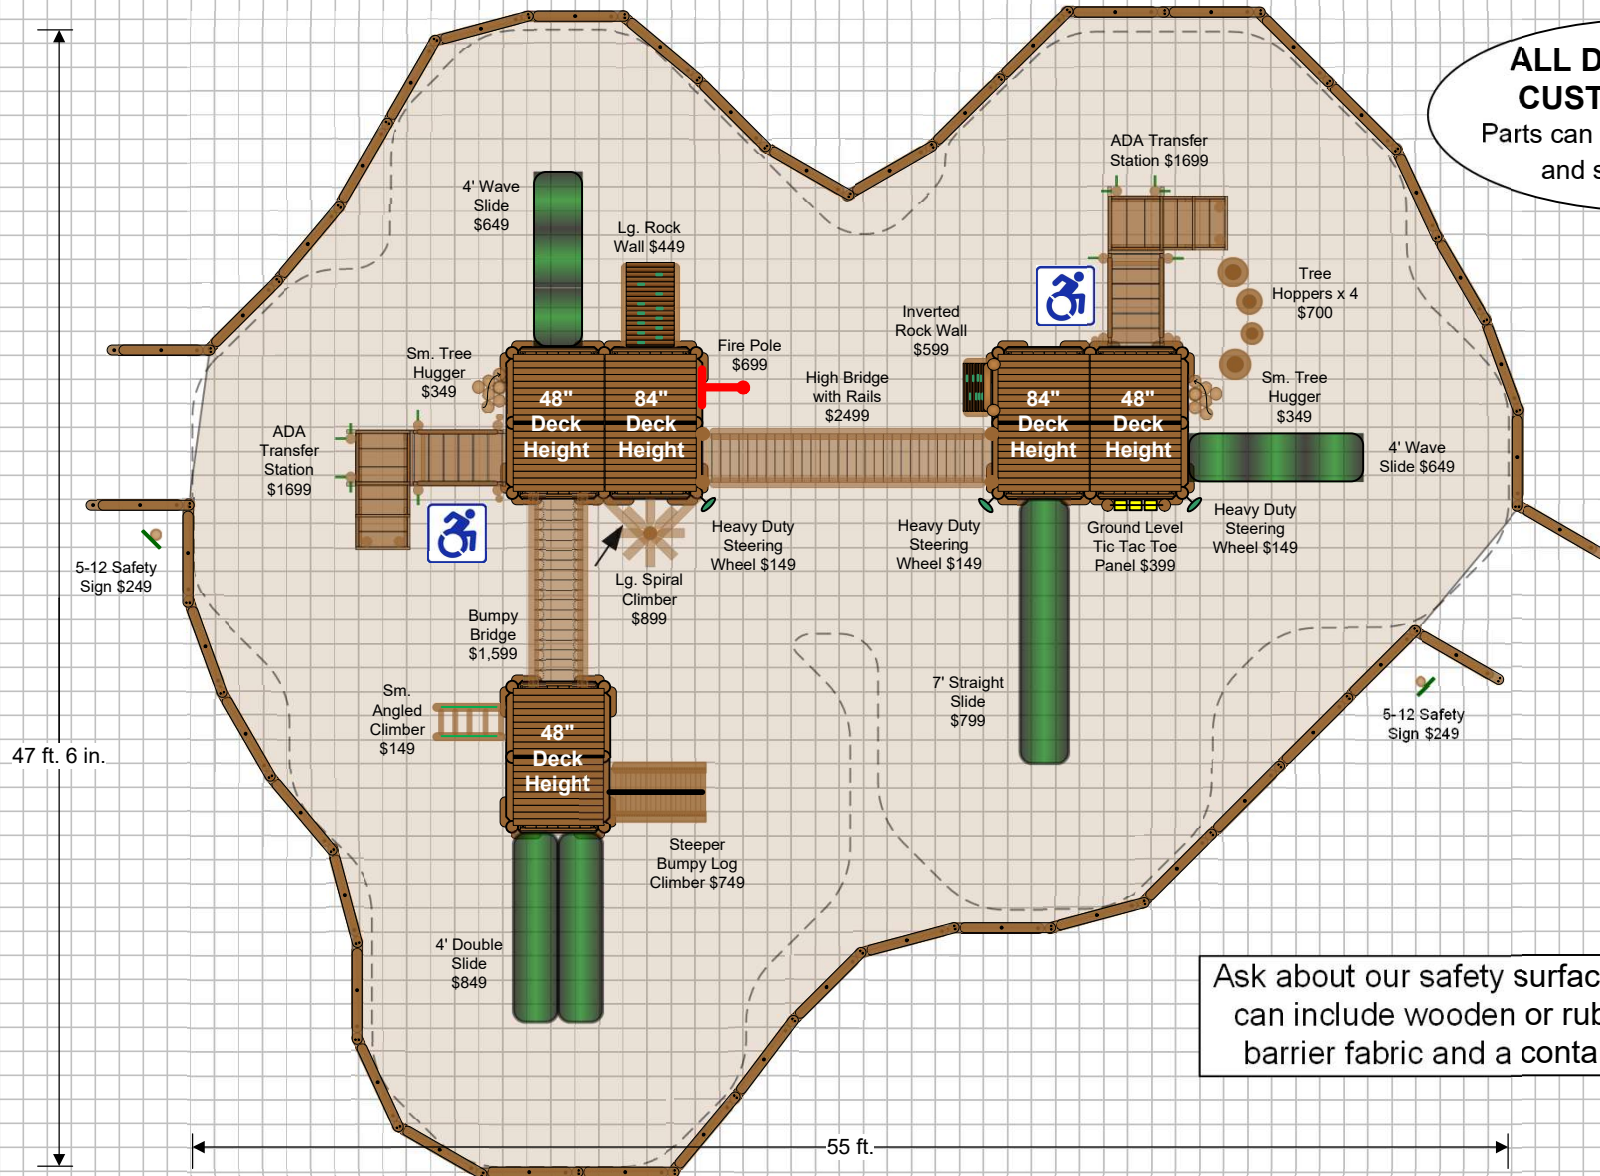 ALL D
CUST
Parts can
and s
ADA Transfer
Station $1699
4' Wave
Slide
$649
Lg. Rock
Wall $449
Tree
Hoppers x 4
$700
Inverted
Rock Wall
$599
Fire Pole
$699
Sm. Tree
Hugger
$349
High Bridge
with Rails
$2499
Sm. Tree
Hugger
$349
48"
Deck
Height
84"
Deck
Height
84"
Deck
Height
48"
Deck
Height
ADA
Transfer
Station
$1699
4' Wave
Slide $649
5-12 Safety
Sign $249
Heavy Duty
Steering
Wheel $149
Heavy Duty
Steering
Wheel $149
Ground Level
Tic Tac Toe
Panel $399
Heavy Duty
Steering
Wheel $149
Lg. Spiral
Climber
$899
Bumpy
Bridge
$1,599
Sm.
Angled
Climber
$149
7' Straight
Slide
$799
5-12 Safety
Sign $249
48"
Deck
Height
47 ft. 6 in.
Steeper
Bumpy Log
Climber $749
4' Double
Slide
$849
Ask about our safety surfac
can include wooden or rub
barrier fabric and a conta
55 ft.